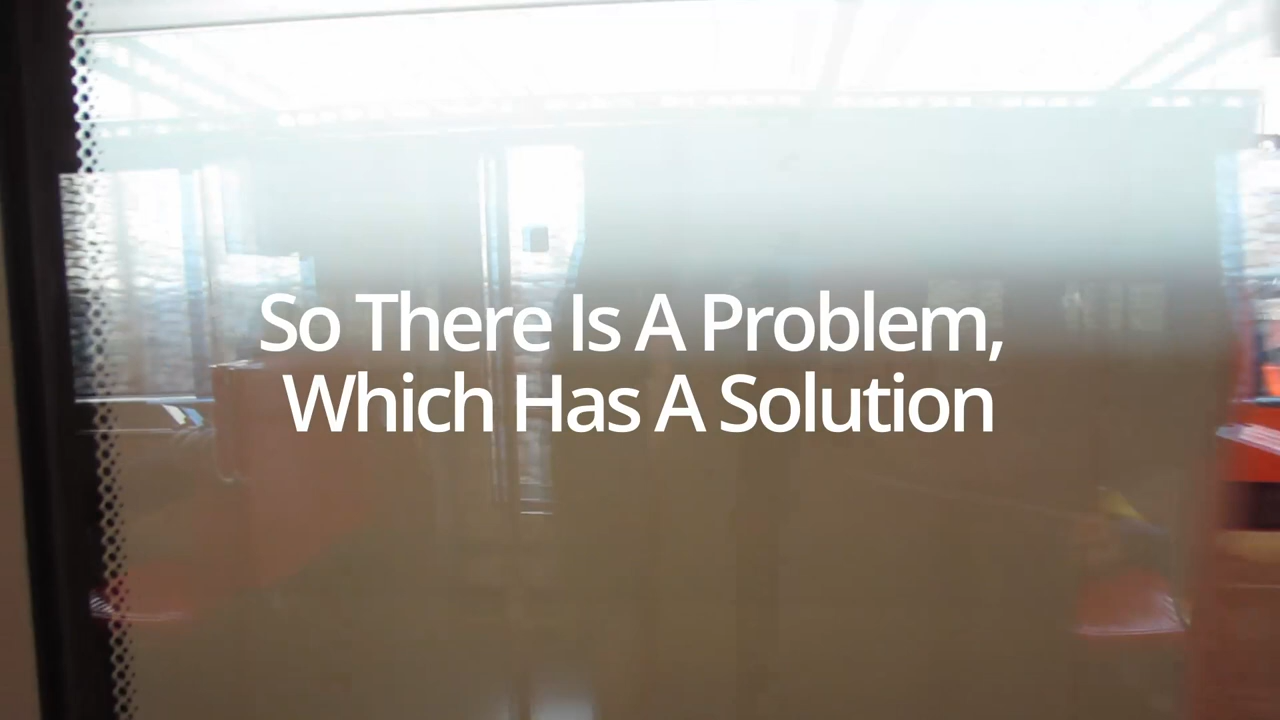 So There Is A Problem,
Which Has A Solution